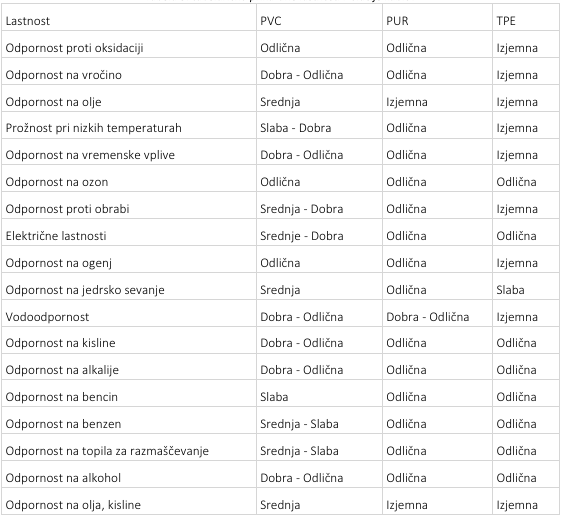 Lastnost PVC PUR TPE
Odpornost proti oksidaciji Odlična Odlična Izjemna
Odpornost na vročino Dobra - Odlična Odlična Izjemna
Odpornost na olje Srednja Izjemna Izjemna
Prožnost pri nizkih temperaturah Slaba - Dobra Odlična Izjemna
Odpornost na vremenske vplive Dobra - Odlična Odlična Izjemna
Odpornost na ozon Odlična Odlična Odlična
Odpornost proti obrabi Srednja - Dobra Odlična Izjemna
Električne lastnosti Srednje - Dobra Odlična Odlična
Odpornost na ogenj Odlična Odlična Izjemna
Odpornost na jedrsko sevanje Srednja Odlična Slaba
Vodoodpornost Dobra - Odlična Dobra - Odlična Izjemna
Odpornost na kisline Dobra - Odlična Odlična Odlična
Odpornost na alkalije Dobra - Odlična Odlična Odlična
Odpornost na bencin Slaba Odlična Odlična
Odpornost na benzen Srednja - Slaba Odlična Odlična
Odpornost na topila za razmaščevanje Srednja - Slaba Odlična Odlična
Odpornost na alkohol Dobra - Odlična Odlična Odlična
Odpornost na olja, kisline Srednja Izjemna Izjemna